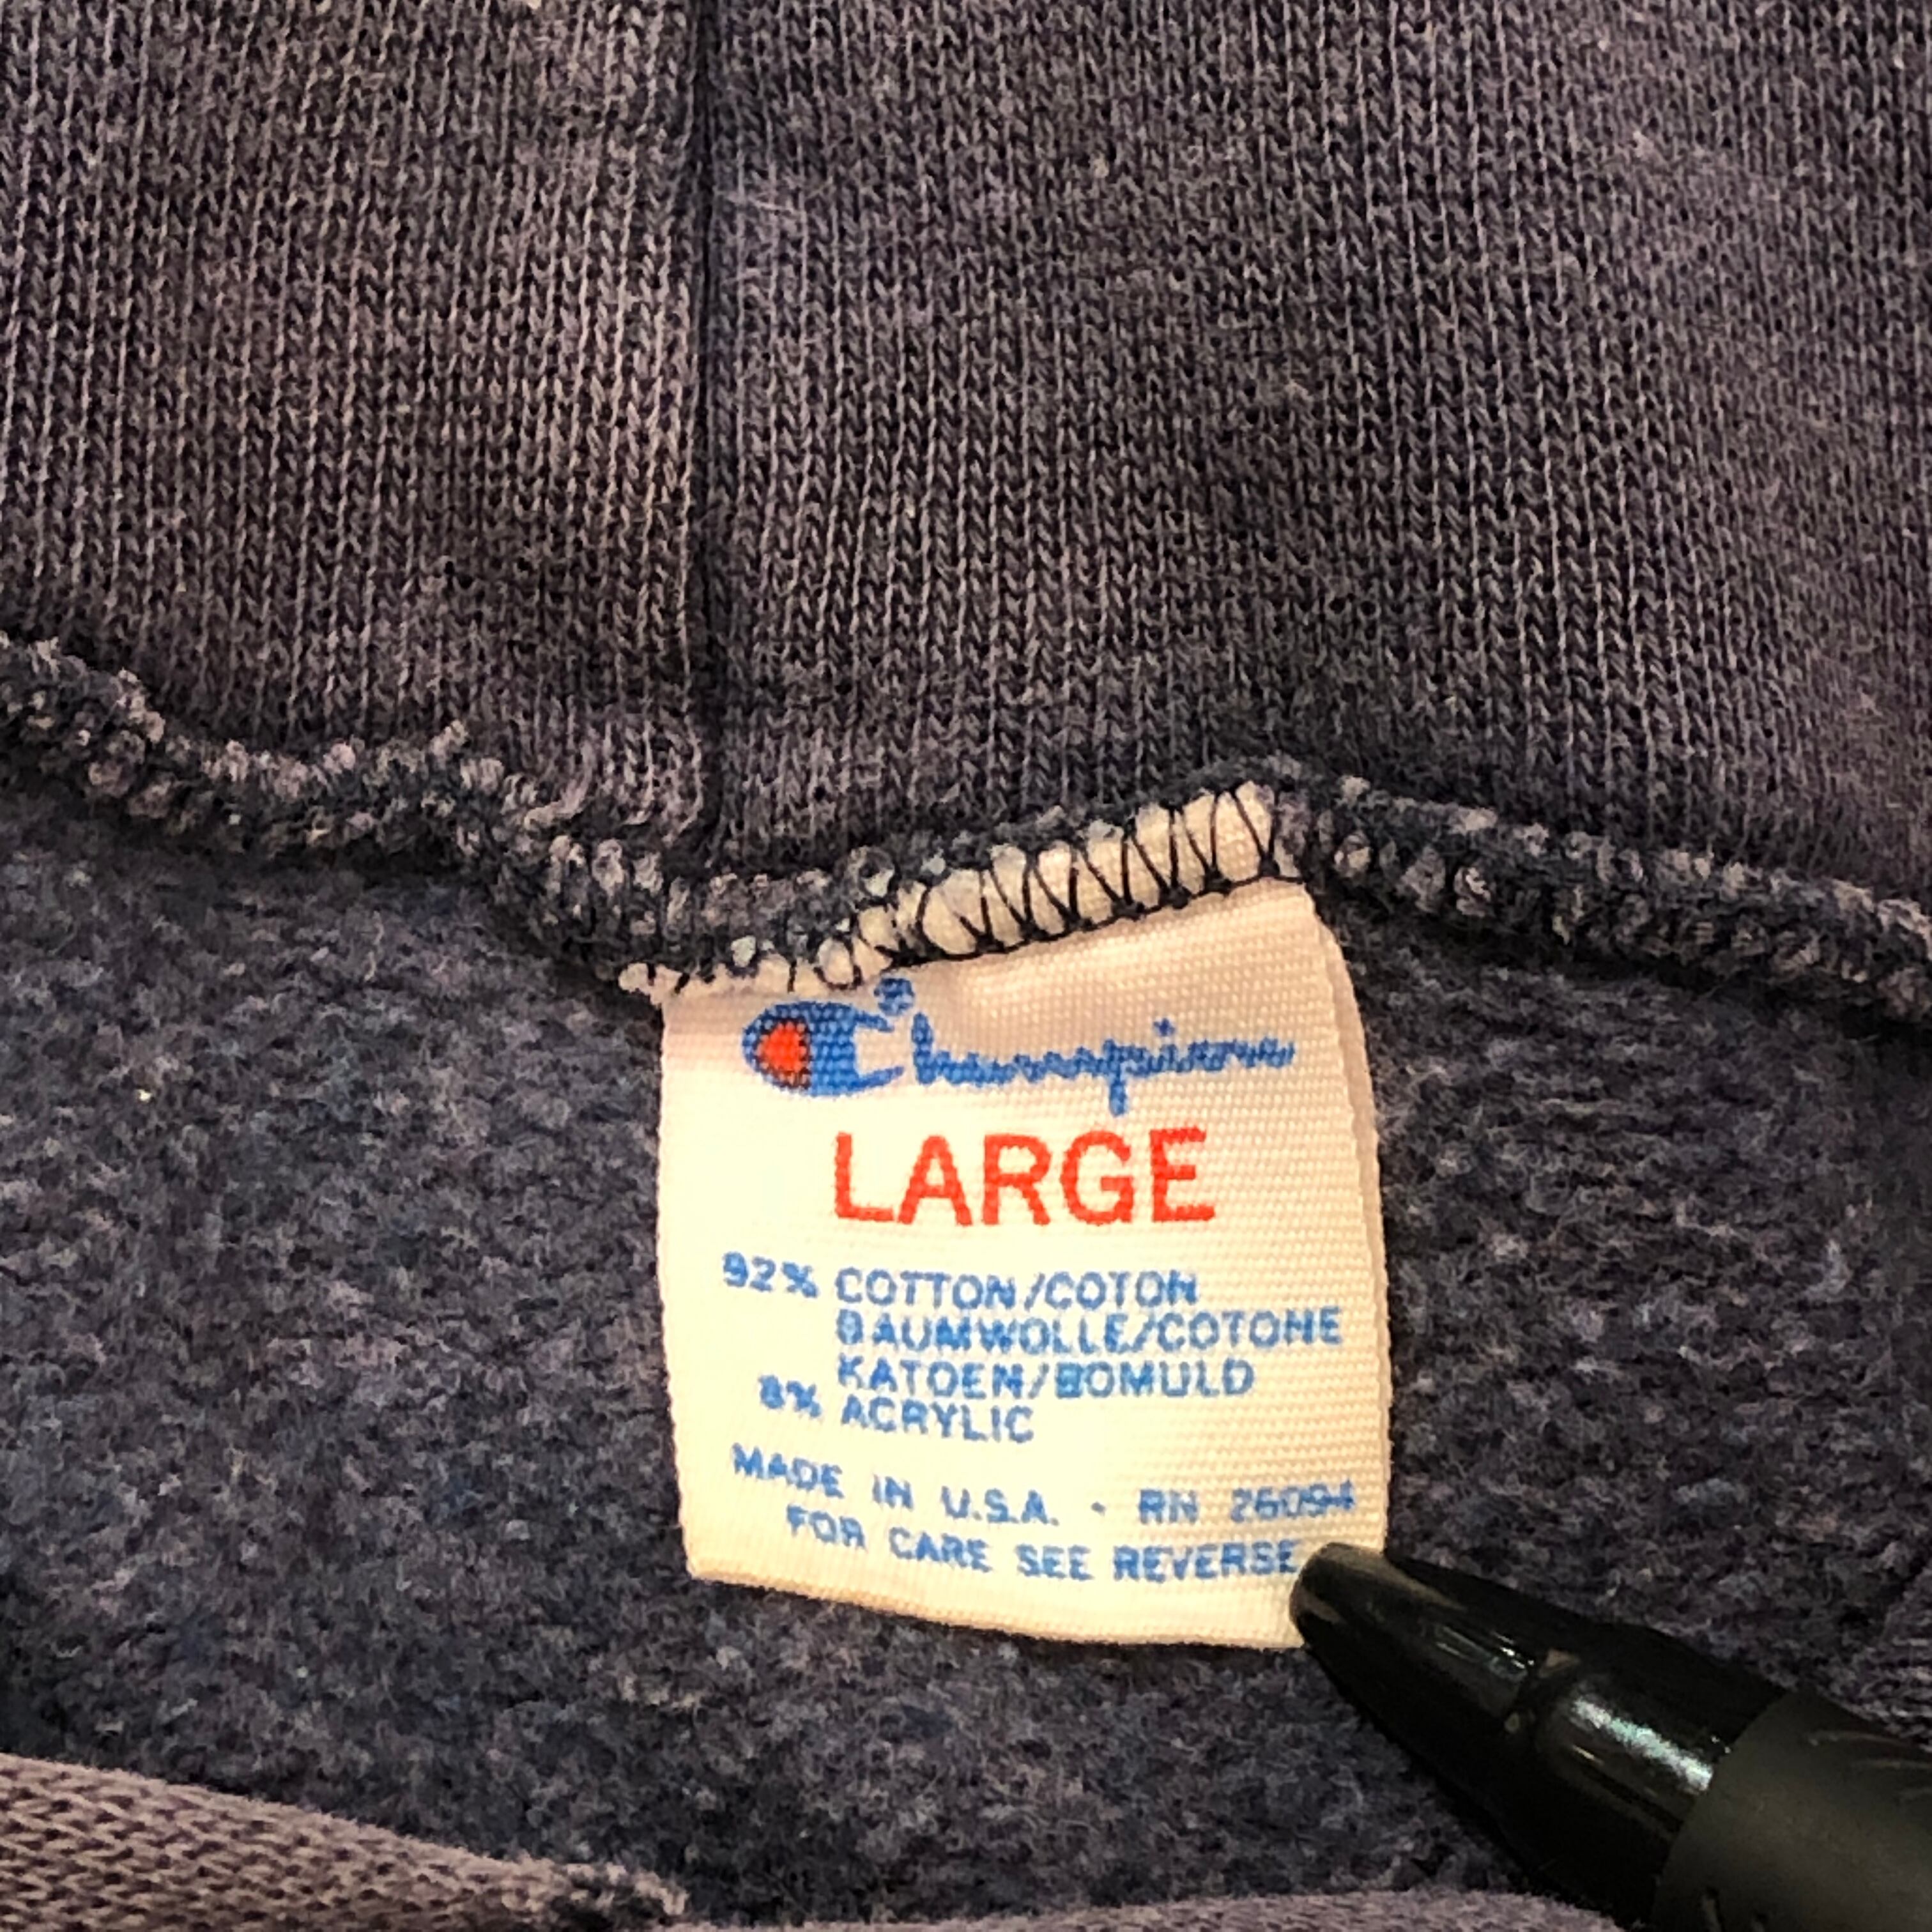 Champion
LARGE
92% COTTON/COTON
BAUMWOLLE/COTONE
KATOEN/BOMULD
8% ACRYLIC
MADE IN U.S.A. · RN 26094
FOR CARE SEE REVERSE